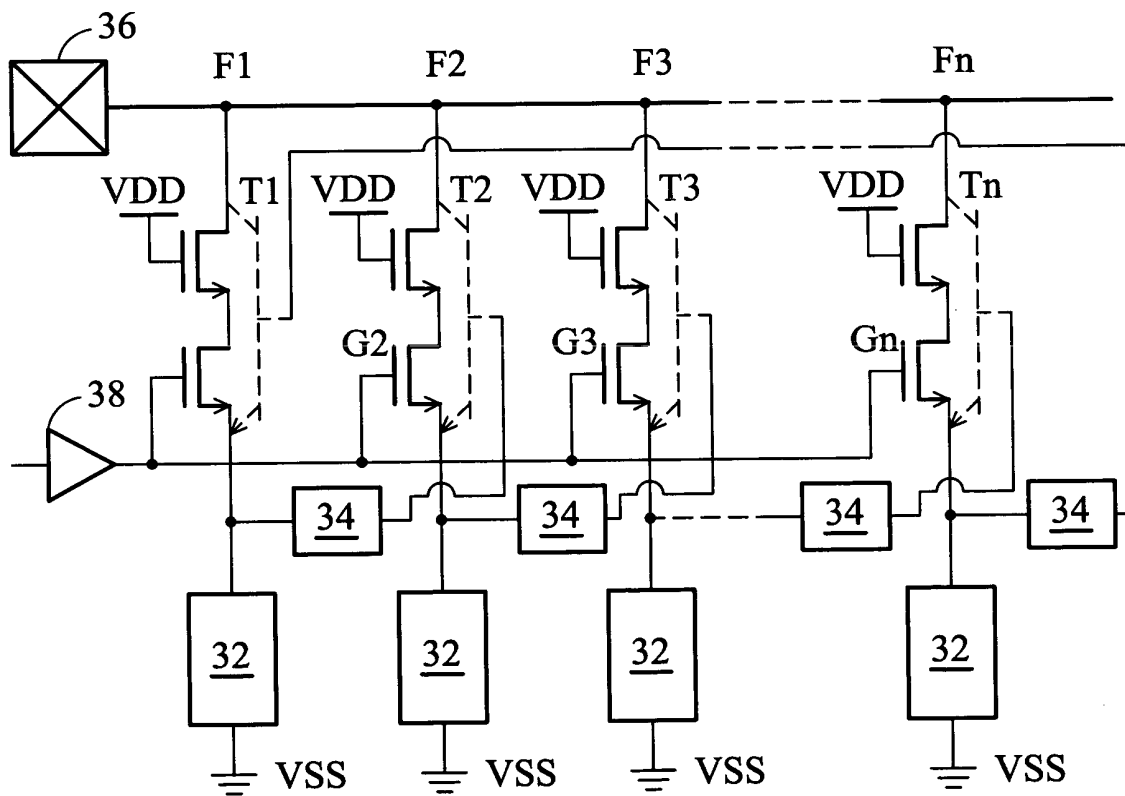 36
F1 F2 F3 Fn
VDD T1 VDD T2 VDD T3 VDD Tn
G2 G3 Gn
38
34 34 34 34
32 32 32 32
VSS VSS VSS VSS